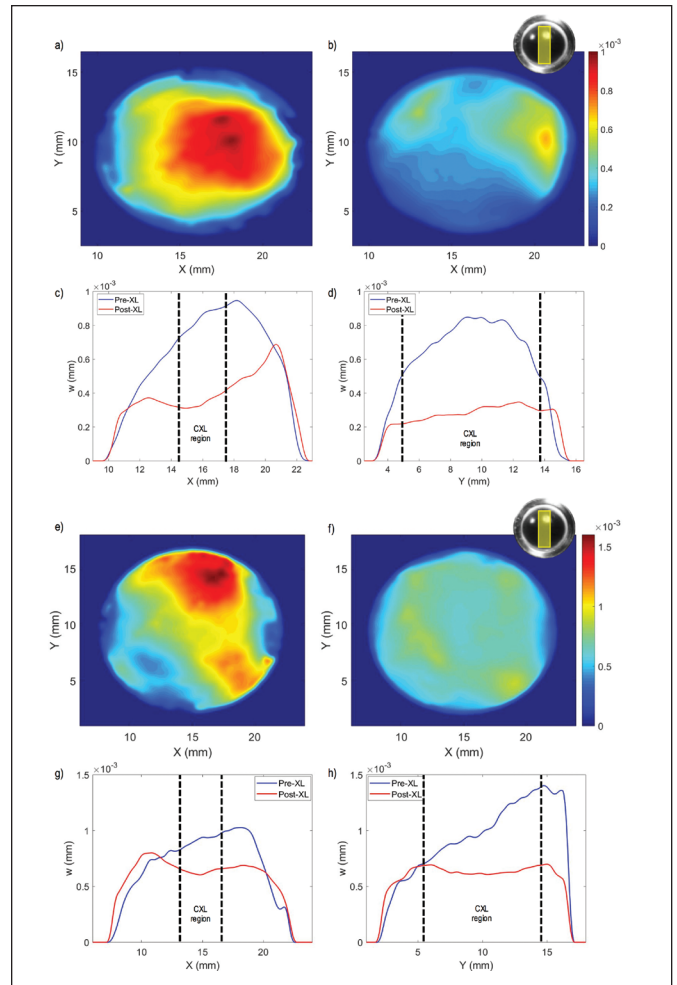 a)
b)
×10⁻³
15
10
5
Y (mm)
10
15
20
X (mm)
15
10
5
Y (mm)
10
15
20
X (mm)
1
0.8
0.6
0.4
0.2
0
c)
×10⁻³
Pre-XL
Post-XL
1
0.8
0.6
0.4
0.2
0
w (mm)
CXL
region
10
12
14
16
18
20
22
X (mm)
d)
Pre-XL
Post-XL
1
0.8
0.6
0.4
0.2
0
w (mm)
CXL
region
4
6
8
10
12
14
16
Y (mm)
e)
f)
×10⁻³
15
10
5
Y (mm)
10
15
20
X (mm)
15
10
5
Y (mm)
10
15
20
X (mm)
1.5
1
0.5
0
g)
×10⁻³
Pre-XL
Post-XL
1.5
1
0.5
0
w (mm)
CXL
region
10
15
20
X (mm)
h)
×10⁻³
Pre-XL
Post-XL
1.5
1
0.5
0
w (mm)
CXL
region
5
10
15
Y (mm)